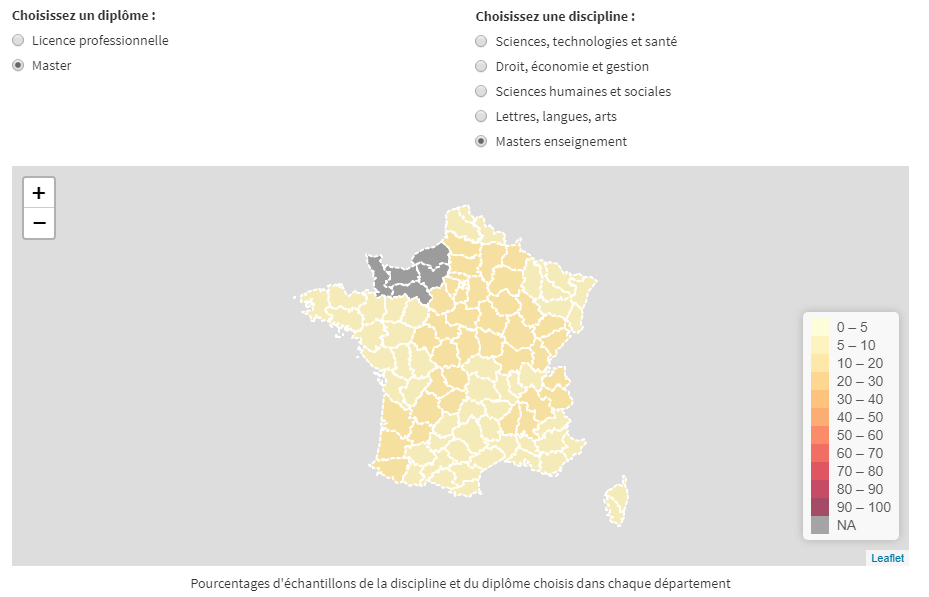 Choisissez un diplôme :
Licence professionnelle
Master
Choisissez une discipline :
Sciences, technologies et santé
Droit, économie et gestion
Sciences humaines et sociales
Lettres, langues, arts
Masters enseignement
+
−
0 – 5
5 – 10
10 – 20
20 – 30
30 – 40
40 – 50
50 – 60
60 – 70
70 – 80
80 – 90
90 – 100
NA
Leaflet
Pourcentages d'échantillons de la discipline et du diplôme choisis dans chaque département